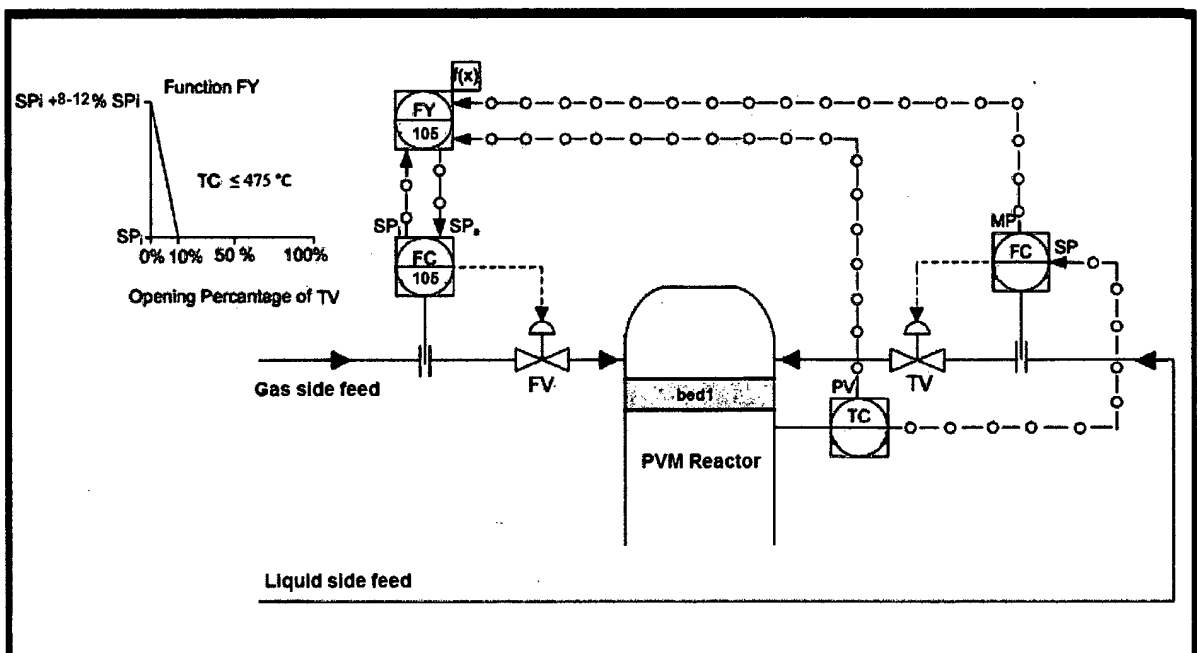 Function FY
SPi +8-12% SPi
TC ≤ 475 °C
SPi
0% 10% 50 % 100%
Opening Percantage of TV
f(x)
FY
105
SPi SPs
FC
105
MP
FC
SP
Gas side feed
FV
bed1
PV
TV
TC
PVM Reactor
Liquid side feed